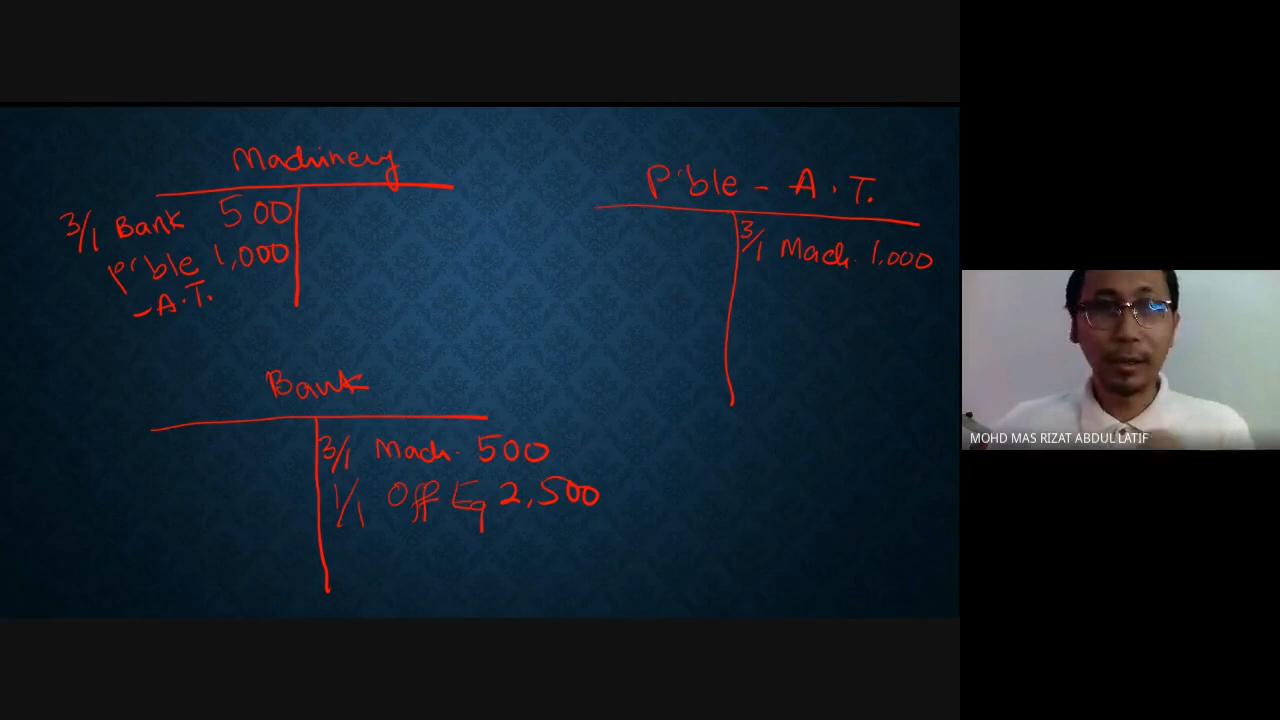 Machinery
3/1 Bank 500
P'ble 1,000
- A.T.
P'ble - A.T.
3/1 Mach. 1,000
Bank
3/1 Mach. 500
1/1 Off Eq 2,500
MOHD MAS RIZAT ABDUL LATIF